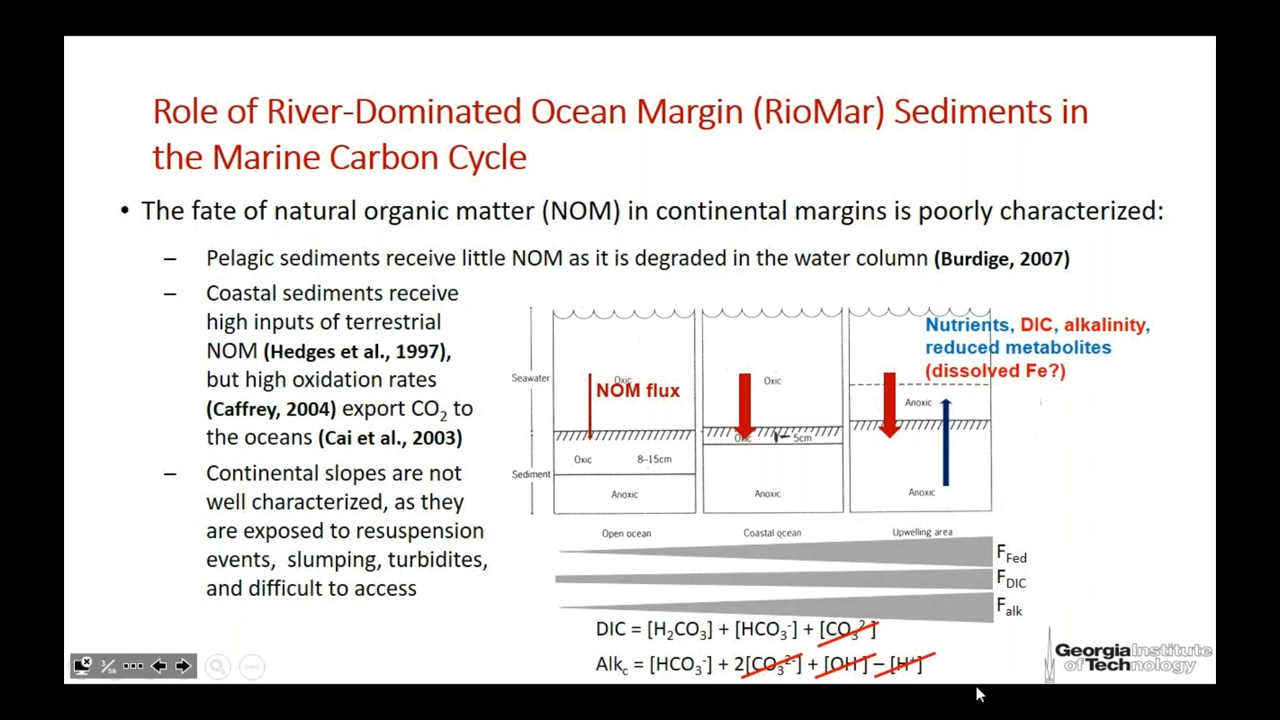 Role of River-Dominated Ocean Margin (RioMar) Sediments in
the Marine Carbon Cycle
• The fate of natural organic matter (NOM) in continental margins is poorly characterized:
– Pelagic sediments receive little NOM as it is degraded in the water column (Burdige, 2007)
– Coastal sediments receive
high inputs of terrestrial
NOM (Hedges et al., 1997),
but high oxidation rates
(Caffrey, 2004) export CO₂ to
the oceans (Cai et al., 2003)
– Continental slopes are not
well characterized, as they
are exposed to resuspension
events, slumping, turbidites,
and difficult to access
Nutrients, DIC, alkalinity,
reduced metabolites
(dissolved Fe?)
Seawater
Oxic
NOM flux
Oxic
Anoxic
Oxic
5cm
Oxic
8–15cm
Sediment
Anoxic
Anoxic
Anoxic
Open ocean
Coastal ocean
Upwelling area
F Fed
F DIC
F alk
DIC = [H₂CO₃] + [HCO₃⁻] + [CO₃²⁻]
Alk c = [HCO₃⁻] + 2[CO₃²⁻] + [OH⁻] – [H⁺]
3/56
Georgia Institute
of Technology